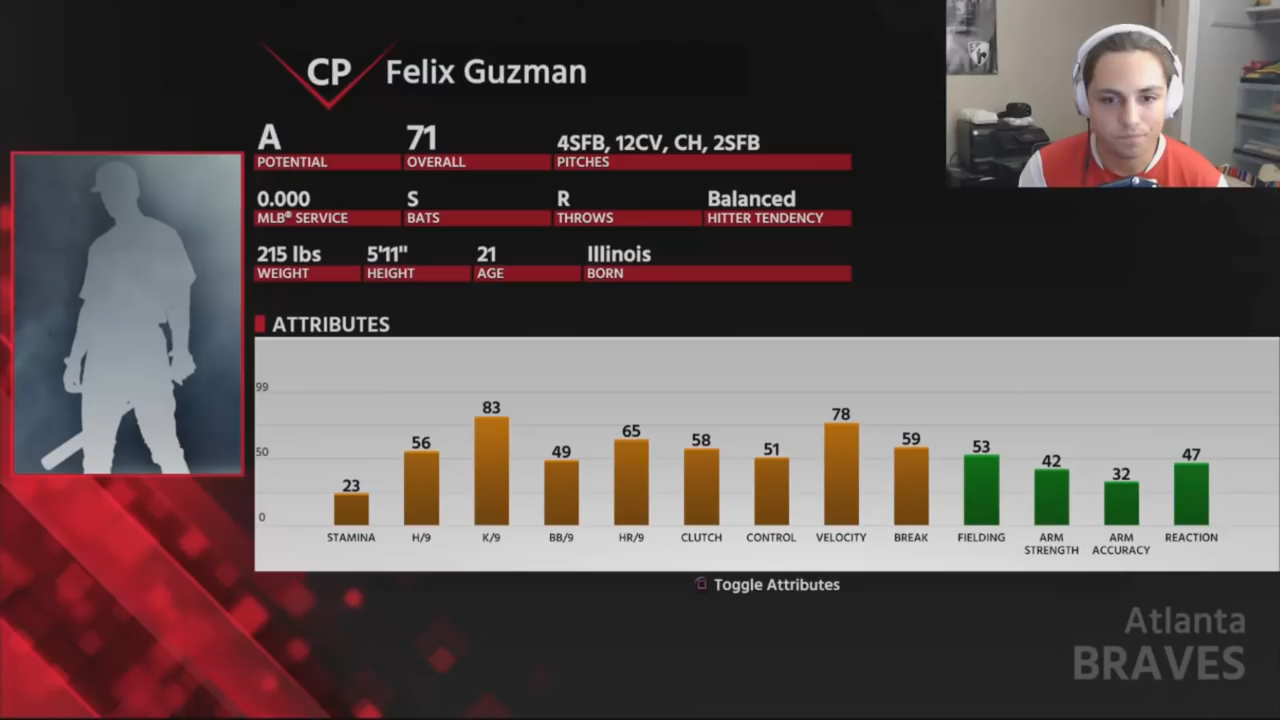 CP Felix Guzman
A 71 4SFB, 12CV, CH, 2SFB
POTENTIAL OVERALL PITCHES
0.000 S R Balanced
MLB® SERVICE BATS THROWS HITTER TENDENCY
215 lbs 5'11" 21 Illinois
WEIGHT HEIGHT AGE BORN
ATTRIBUTES
99
50
0
23 56 83 49 65 58 51 78 59 53 42 32 47
STAMINA H/9 K/9 BB/9 HR/9 CLUTCH CONTROL VELOCITY BREAK FIELDING ARM STRENGTH ARM ACCURACY REACTION
Toggle Attributes
Atlanta
BRAVES